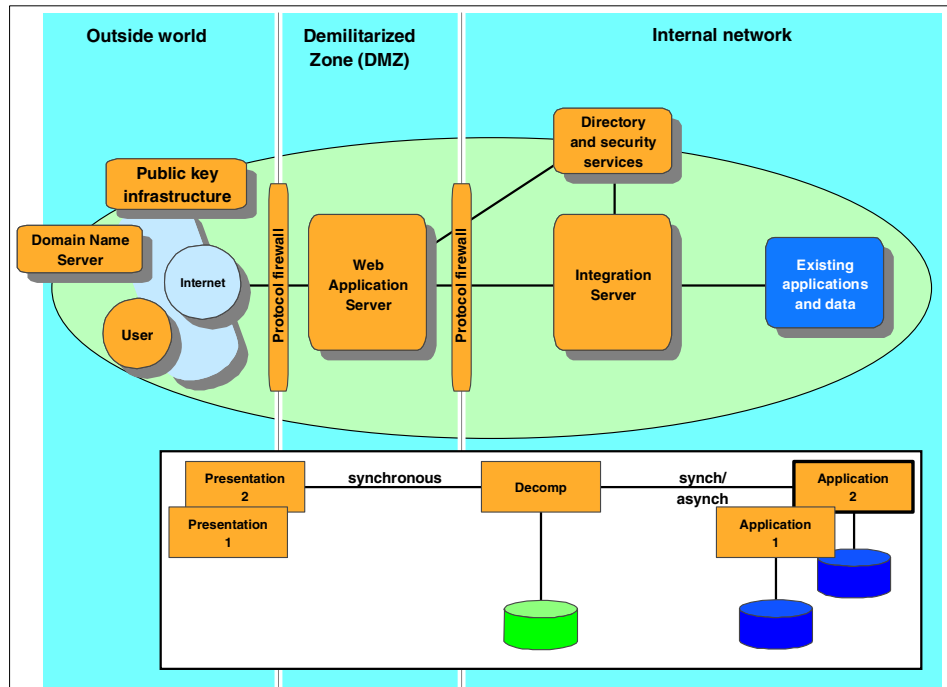 Outside world
Demilitarized
Zone (DMZ)
Internal network
Directory
and security
services
Public key
infrastructure
Domain Name
Server
Internet
User
Protocol firewall
Web
Application
Server
Protocol firewall
Integration
Server
Existing
applications
and data
Presentation
2
synchronous
Decomp
synch/
asynch
Application
2
Presentation
1
Application
1